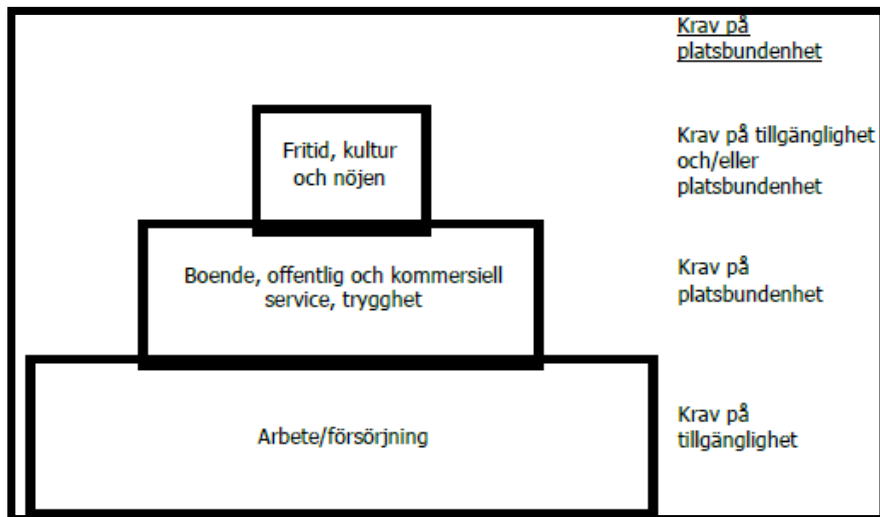 Krav på
platsbundenhet
Fritid, kultur
och nöjen
Krav på tillgänglighet
och/eller
platsbundenhet
Boende, offentlig och kommersiell
service, trygghet
Krav på
platsbundenhet
Arbete/försörjning
Krav på
tillgänglighet